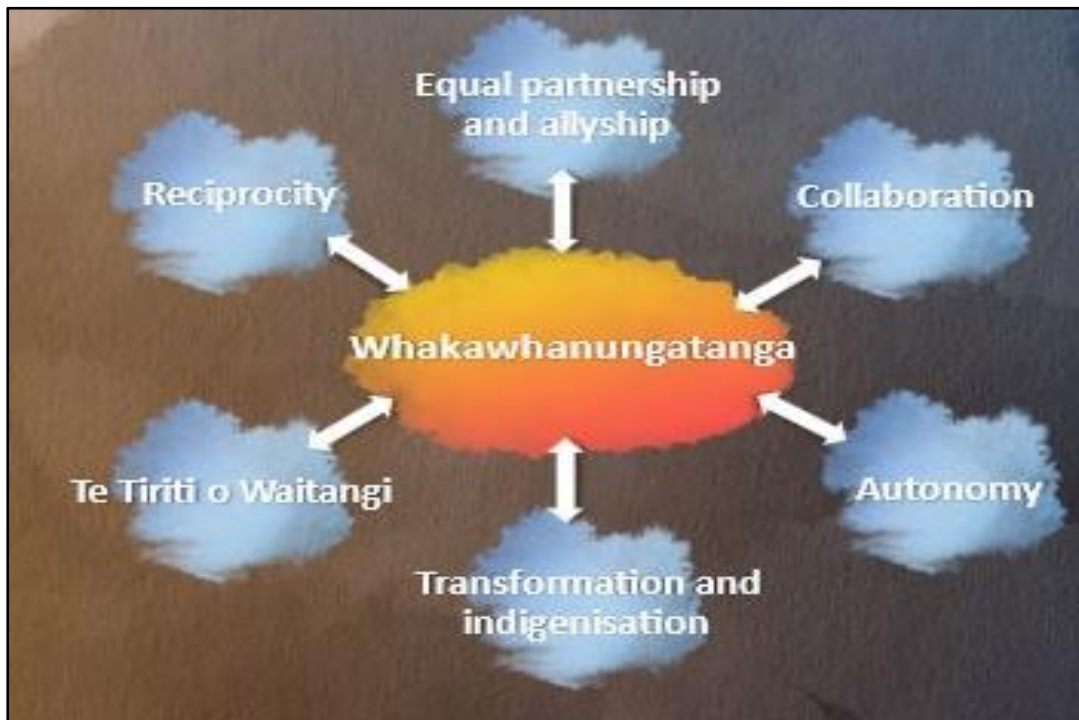 Equal partnership
and allyship
Reciprocity
Collaboration
Whakawhanungatanga
Te Tiriti o Waitangi
Autonomy
Transformation and
indigenisation